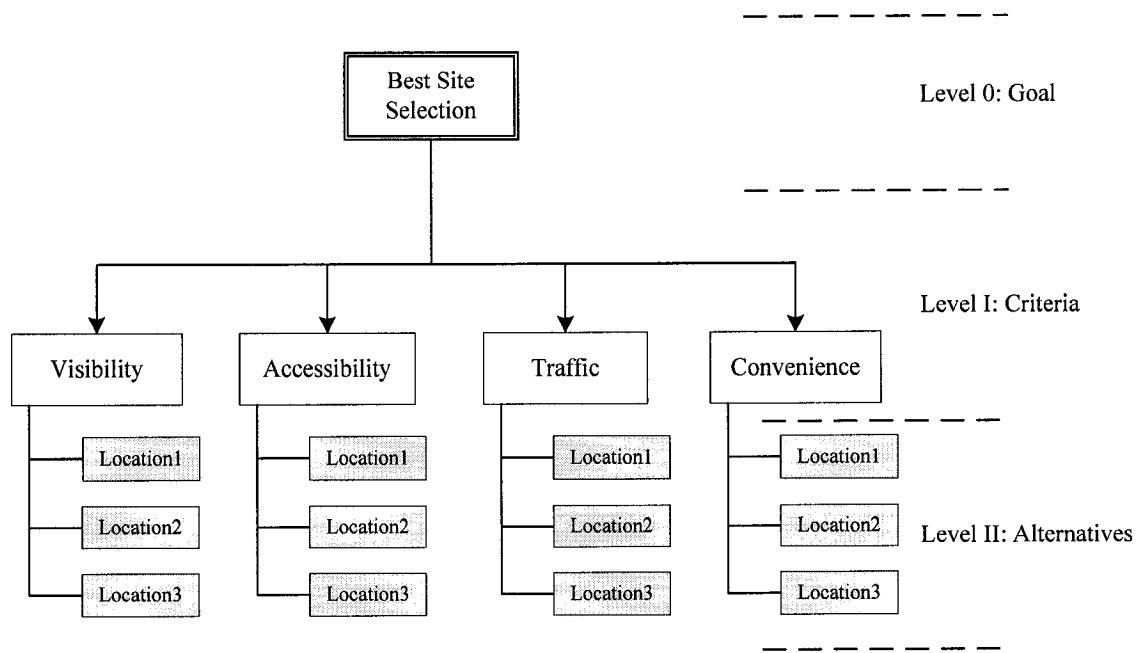 Best Site
Selection
Level 0: Goal
Level I: Criteria
Visibility
Accessibility
Traffic
Convenience
Location1
Location1
Location1
Location1
Location2
Location2
Location2
Location2
Level II: Alternatives
Location3
Location3
Location3
Location3